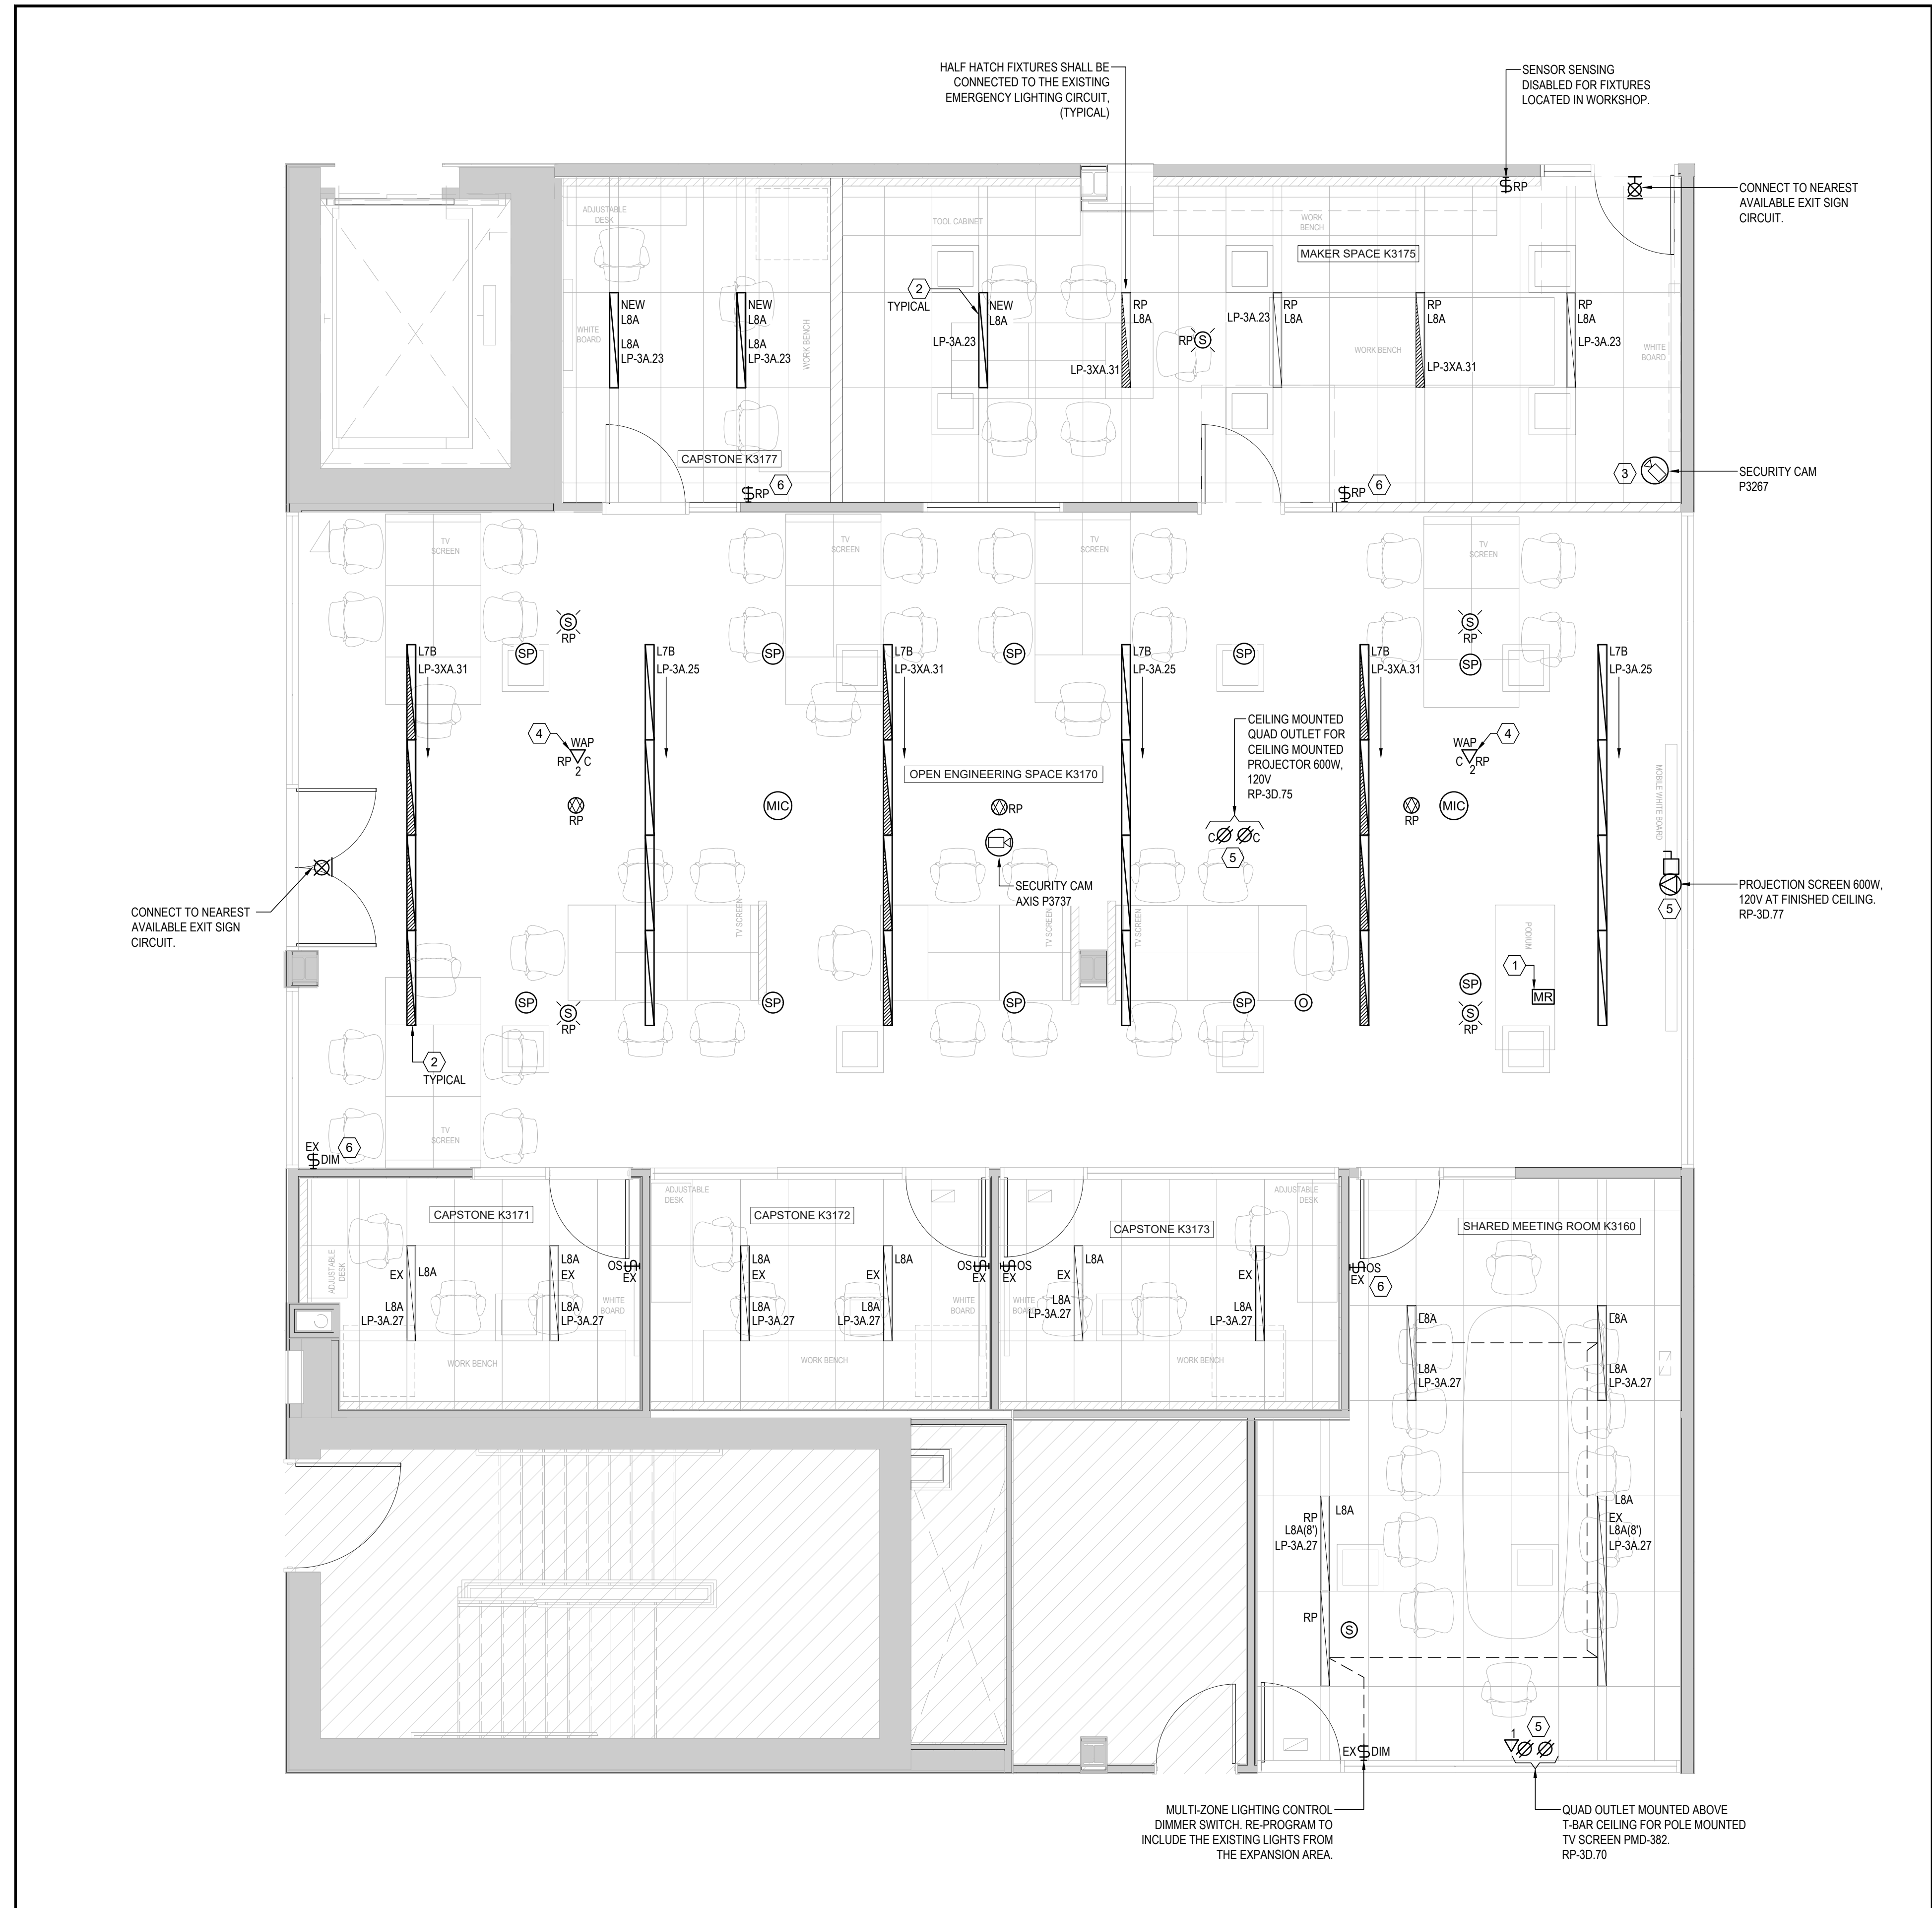 HALF HATCH FIXTURES SHALL BE
CONNECTED TO THE EXISTING
EMERGENCY LIGHTING CIRCUIT,
(TYPICAL)
SENSOR SENSING
DISABLED FOR FIXTURES
LOCATED IN WORKSHOP.
RP
CONNECT TO NEAREST
AVAILABLE EXIT SIGN
CIRCUIT.
ADJUSTABLE
DESK
TOOL CABINET
WORK
BENCH
MAKER SPACE K3175
2
TYPICAL
NEW
L8A
L8A
LP-3A.23
WHITE
BOARD
NEW
L8A
L8A
LP-3A.23
WORK BENCH
NEW
L8A
LP-3A.23
RP
L8A
LP-3XA.31
RP S
LP-3A.23
RP
L8A
WORK BENCH
RP
L8A
LP-3XA.31
RP
L8A
LP-3A.23
WHITE
BOARD
CAPSTONE K3177
RP 6
RP 6
3
SECURITY CAM
P3267
TV
SCREEN
TV
SCREEN
TV
SCREEN
TV
SCREEN
S
RP
S
RP
SP
SP
SP
SP
SP
L7B
LP-3XA.31
L7B
LP-3A.25
L7B
LP-3XA.31
L7B
LP-3A.25
L7B
LP-3XA.31
L7B
LP-3A.25
4
WAP
RP C
2
CEILING MOUNTED
QUAD OUTLET FOR
CEILING MOUNTED
PROJECTOR 600W,
120V
RP-3D.75
WAP
C RP
2
4
OPEN ENGINEERING SPACE K3170
MOBILE WHITE BOARD
RP
MIC
RP
RP
MIC
C C
5
SECURITY CAM
AXIS P3737
CONNECT TO NEAREST
AVAILABLE EXIT SIGN
CIRCUIT.
PROJECTION SCREEN 600W,
120V AT FINISHED CEILING.
RP-3D.77
5
TV SCREEN
TV SCREEN
TV SCREEN
PODIUM
1
MR
SP
SP
SP
SP
O
SP
S
RP
S
RP
2
TYPICAL
TV
SCREEN
EX
DIM
6
CAPSTONE K3171
ADJUSTABLE
DESK
EX
L8A
L8A
LP-3A.27
L8A
EX
L8A
LP-3A.27
OS
EX
WHITE
BOARD
WORK BENCH
ADJUSTABLE
DESK
CAPSTONE K3172
L8A
EX
L8A
LP-3A.27
EX
L8A
L8A
LP-3A.27
OS
EX
WHITE
BOARD
WORK BENCH
CAPSTONE K3173
ADJUSTABLE
DESK
OS
EX
WHITE
BOARD
EX
L8A
L8A
LP-3A.27
EX
L8A
LP-3A.27
WORK BENCH
SHARED MEETING ROOM K3160
OS
EX
6
L8A
L8A
LP-3A.27
L8A
L8A
LP-3A.27
RP
L8A(8')
LP-3A.27
L8A
L8A
EX
L8A(8')
LP-3A.27
RP
S
1
5
EX DIM
MULTI-ZONE LIGHTING CONTROL
DIMMER SWITCH. RE-PROGRAM TO
INCLUDE THE EXISTING LIGHTS FROM
THE EXPANSION AREA.
QUAD OUTLET MOUNTED ABOVE
T-BAR CEILING FOR POLE MOUNTED
TV SCREEN PMD-382.
RP-3D.70